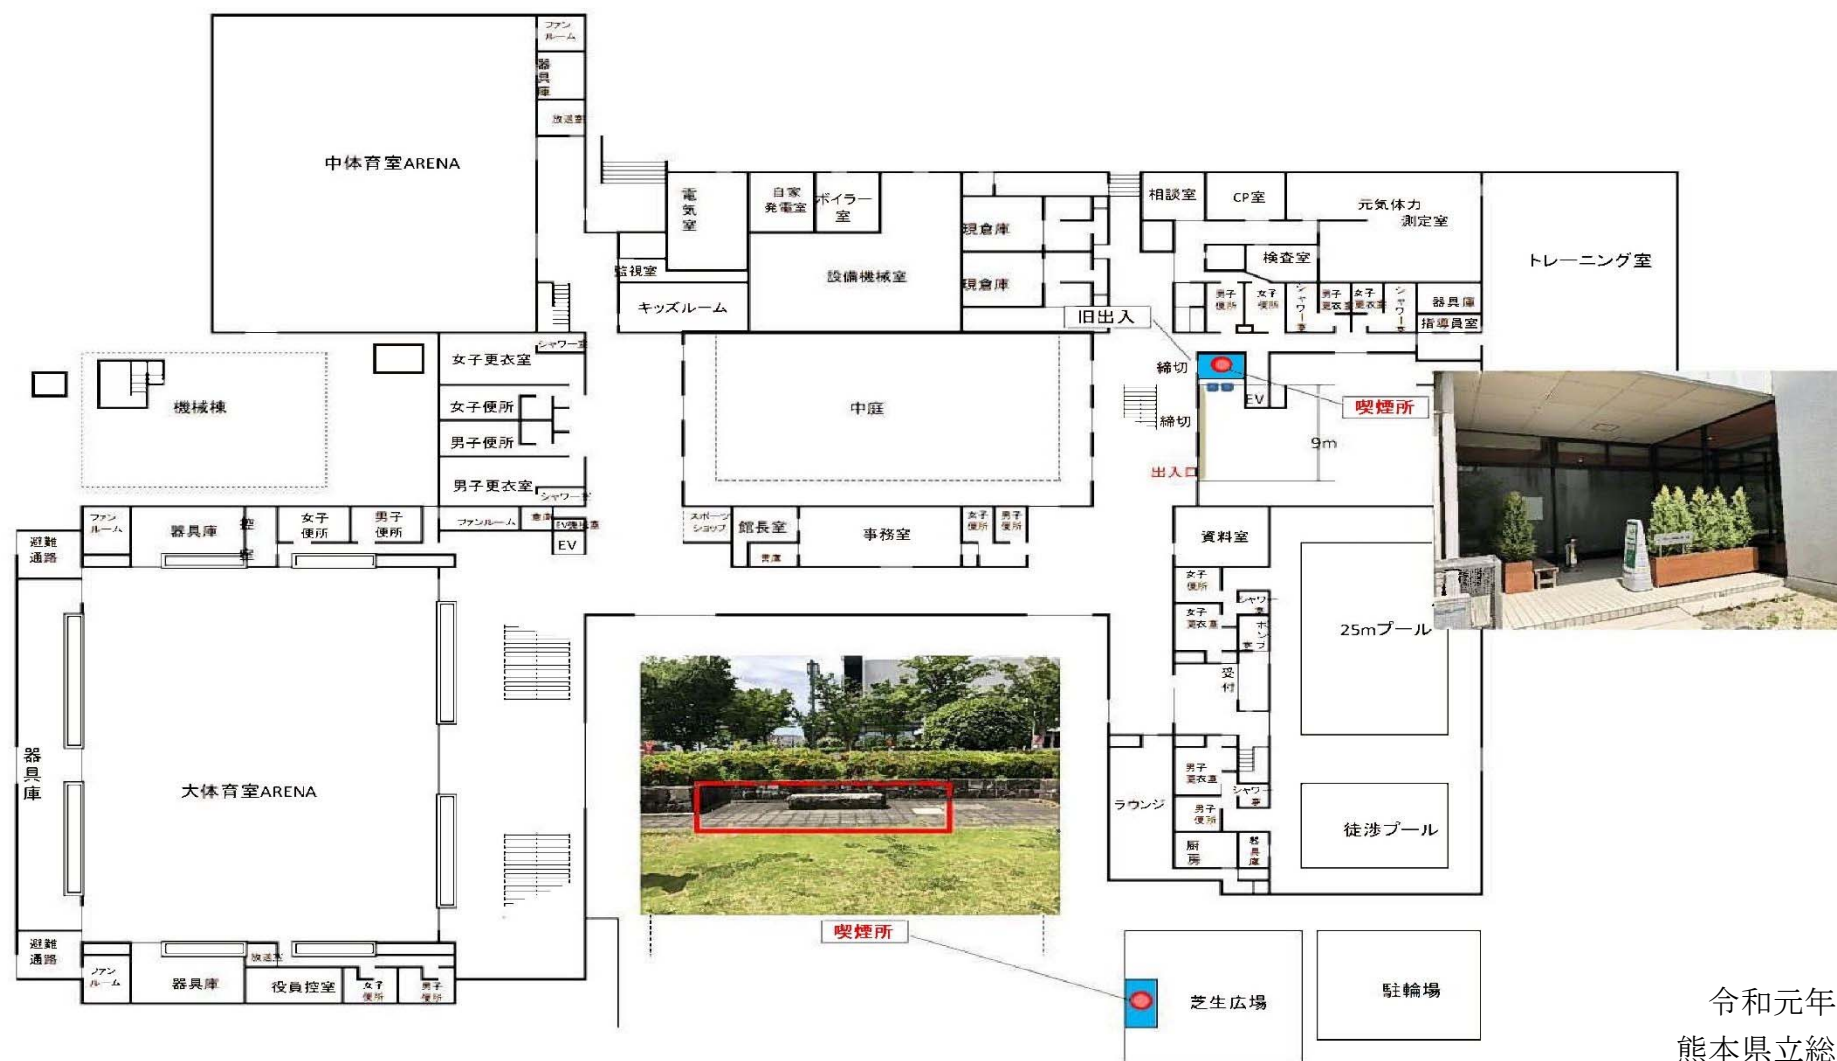 ファン
ルーム
器
具
庫
放送室
中体育室ARENA
電
気
室
自家
発電室
ボイラー
室
現倉庫
現倉庫
設備機械室
監視室
キッズルーム
相談室
CP室
元気体力
測定室
検査室
トレーニング室
男子
便所
女子
便所
シャワー室
男子
更衣室
女子
更衣室
シャワー室
器具庫
指導員室
旧出入
締切
締切
出入口
EV
喫煙所
9m
シャワー室
女子更衣室
女子便所
男子便所
男子更衣室
シャワー室
機械棟
中庭
ファン
ルーム
器具庫
控
室
女子
便所
男子
便所
ファンルーム
EV
避難
通路
スポーツ
ショップ
館長室
事務室
女子
便所
男子
便所
資料室
女子
便所
女子
更衣室
シャワー室
ポンプ
受
付
25mプール
器
具
庫
大体育室ARENA
ラウンジ
男子
更衣室
シャワー室
男子
便所
厨
房
器
具
庫
徒渉プール
喫煙所
避難
通路
ファン
ルーム
器具庫
放送室
役員控室
女子
便所
男子
便所
芝生広場
駐輪場
令和元年
熊本県立総